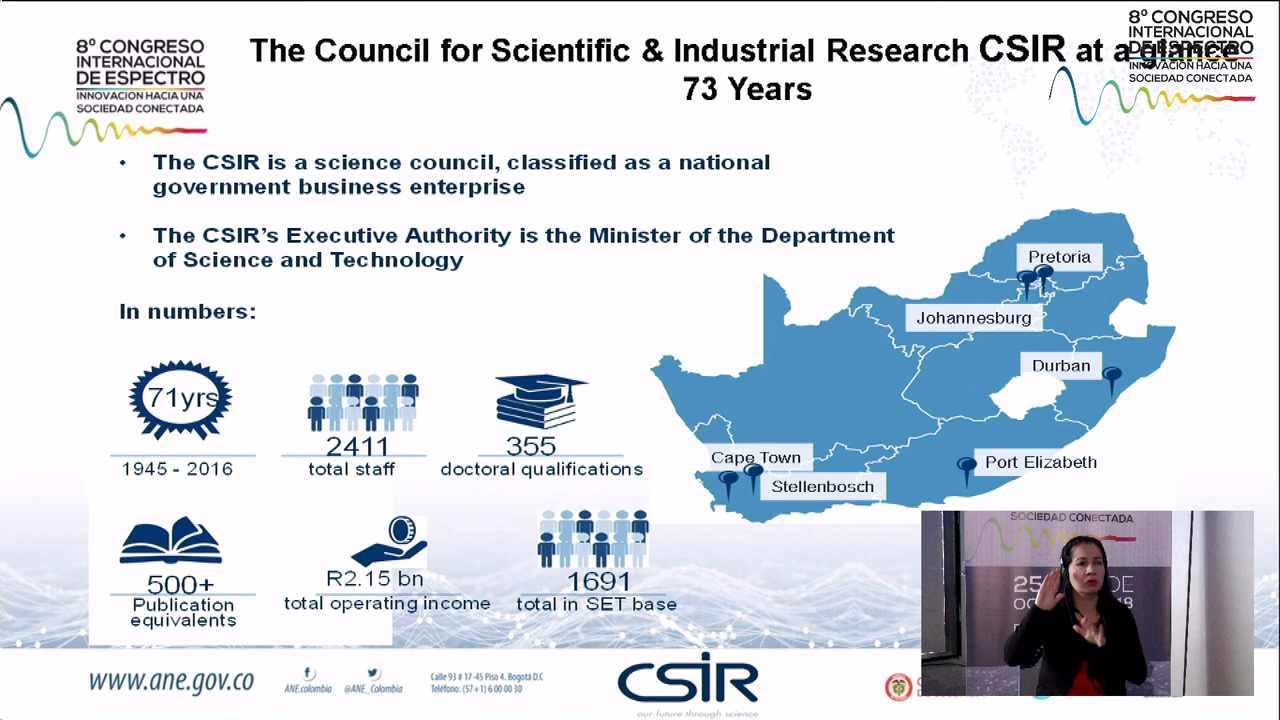 8º CONGRESO
INTERNACIONAL
DE ESPECTRO
INNOVACION HACIA UNA
SOCIEDAD CONECTADA
The Council for Scientific & Industrial Research CSIR at a glance
73 Years
8º CONGRESO
INTERNACIONAL
DE ESPECTRO
INNOVACION HACIA UNA
SOCIEDAD CONECTADA
• The CSIR is a science council, classified as a national
government business enterprise
• The CSIR's Executive Authority is the Minister of the Department
of Science and Technology
In numbers:
71yrs
1945 - 2016
2411
total staff
355
doctoral qualifications
500+
Publication
equivalents
R2.15 bn
total operating income
1691
total in SET base
Pretoria
Johannesburg
Durban
Cape Town
Stellenbosch
Port Elizabeth
SOCIEDAD CONECTADA
25
DE
www.ane.gov.co
ANE.colombia
@ANE_Colombia
Calle 93 # 17-45 Piso 4. Bogotá D.C
Teléfono: (57+1) 6 00 00 30
CSIR
our future through science